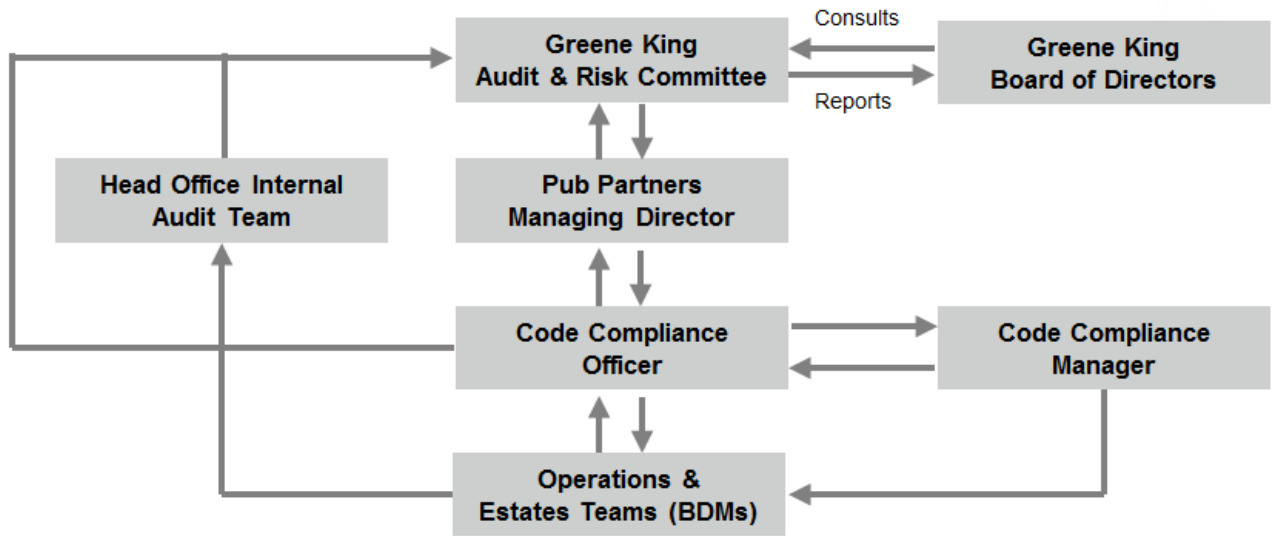 Consults
Greene King
Audit & Risk Committee
Greene King
Board of Directors
Reports
Head Office Internal
Audit Team
Pub Partners
Managing Director
Code Compliance
Officer
Code Compliance
Manager
Operations &
Estates Teams (BDMs)